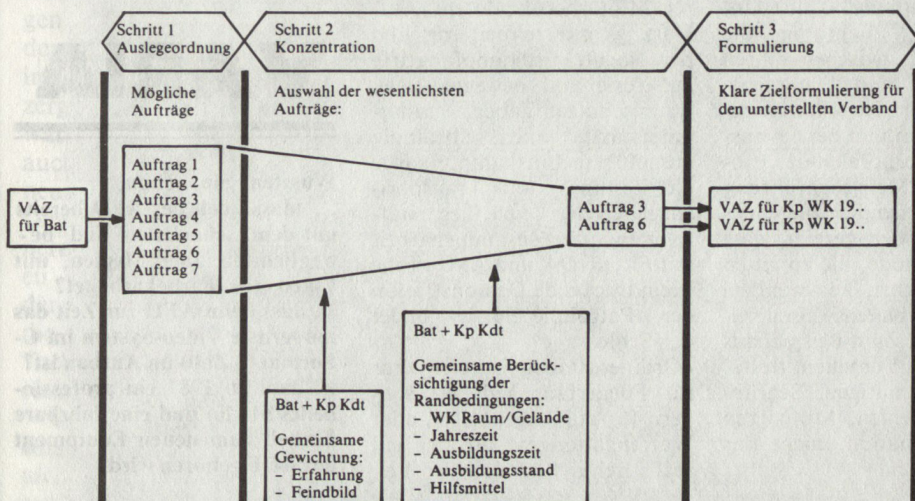 Schritt 1
Auslegeordnung
Schritt 2
Konzentration
Schritt 3
Formulierung
Mögliche
Aufträge
Auswahl der wesentlichsten
Aufträge:
Klare Zielformulierung für
den unterstellten Verband
VAZ
für Bat
Auftrag 1
Auftrag 2
Auftrag 3
Auftrag 4
Auftrag 5
Auftrag 6
Auftrag 7
Auftrag 3
Auftrag 6
VAZ für Kp WK 19..
VAZ für Kp WK 19..
Bat + Kp Kdt
Gemeinsame
Gewichtung:
– Erfahrung
– Feindbild
Bat + Kp Kdt
Gemeinsame Berück-
sichtigung der
Randbedingungen:
– WK Raum/Gelände
– Jahreszeit
– Ausbildungszeit
– Ausbildungsstand
– Hilfsmittel